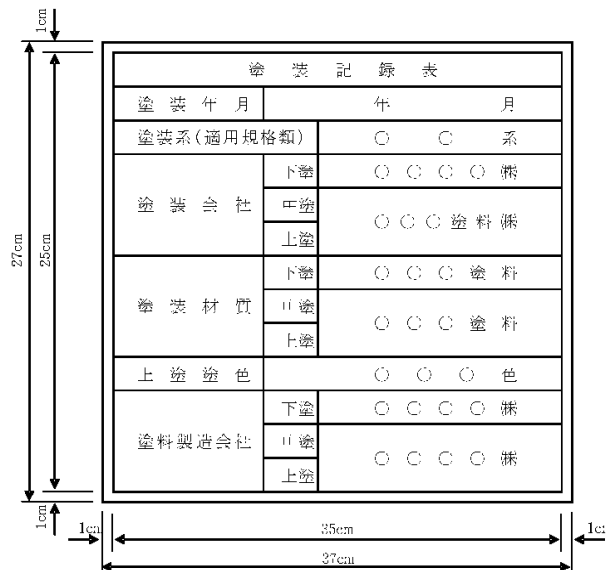 1cm
塗装記録表
塗装年月 年 月
塗装系(適用規格類) ○ ○ 系
塗装会社 下塗 ○○○○㈱
中塗 ○○○塗料㈱
上塗
塗装材質 下塗 ○○○塗料
中塗 ○○○塗料
上塗
上塗塗色 ○○○色
塗料製造会社 下塗 ○○○○㈱
中塗 ○○○○㈱
上塗
27cm
25cm
1cm
1cm 35cm 1cm
37cm